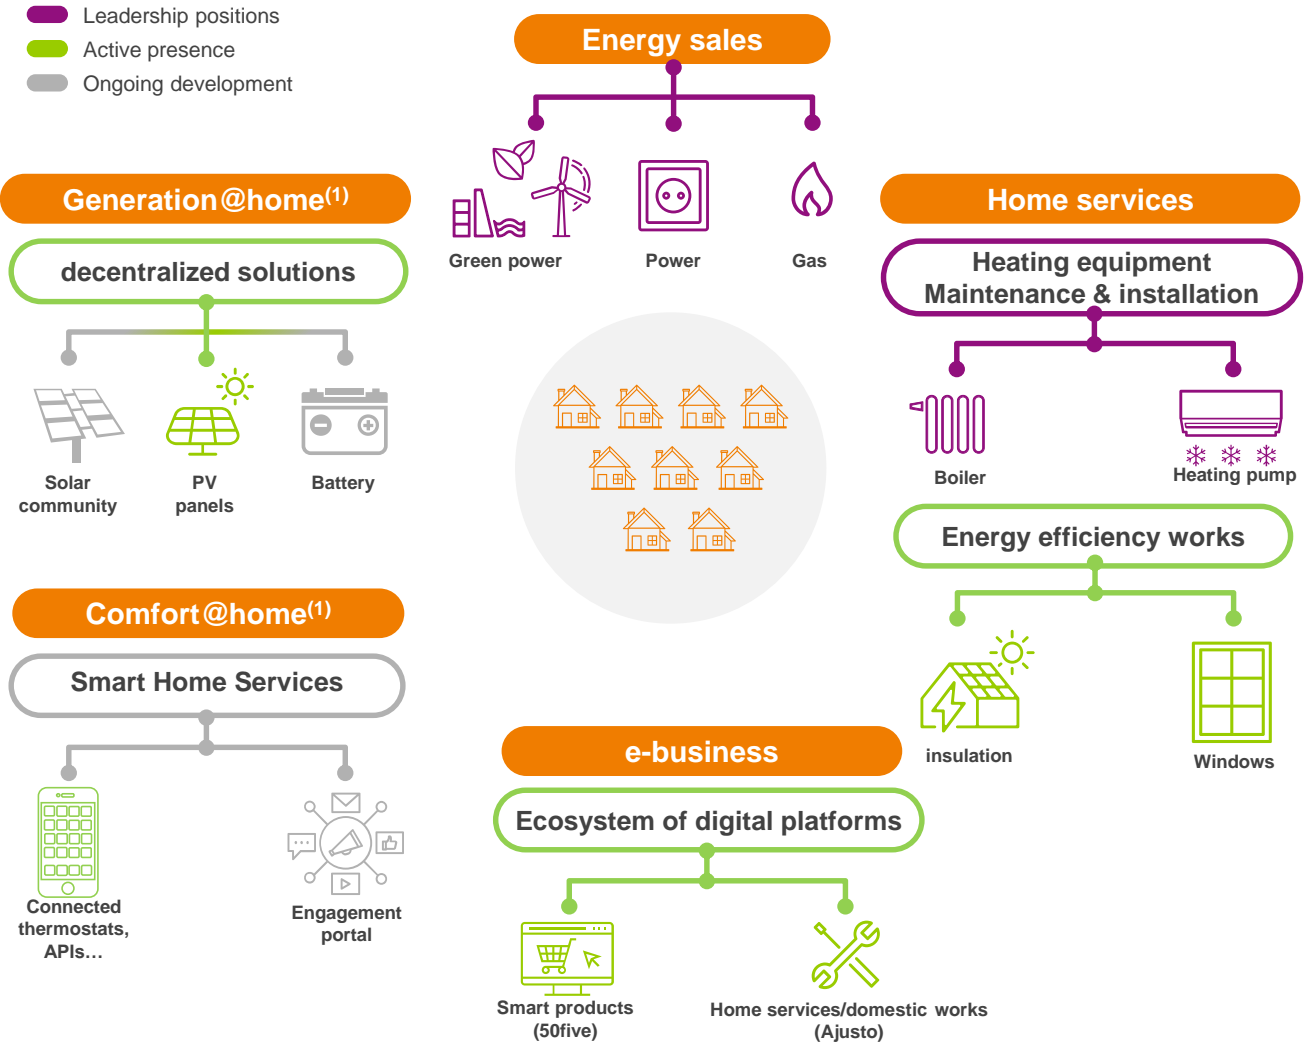 Leadership positions
Active presence
Ongoing development
Energy sales
Green power
Power
Gas
Generation@home(1)
decentralized solutions
Solar
community
PV
panels
Battery
Home services
Heating equipment
Maintenance & installation
Boiler
Heating pump
Energy efficiency works
insulation
Windows
Comfort@home(1)
Smart Home Services
Connected
thermostats,
APIs…
Engagement
portal
e-business
Ecosystem of digital platforms
Smart products
(50five)
Home services/domestic works
(Ajusto)